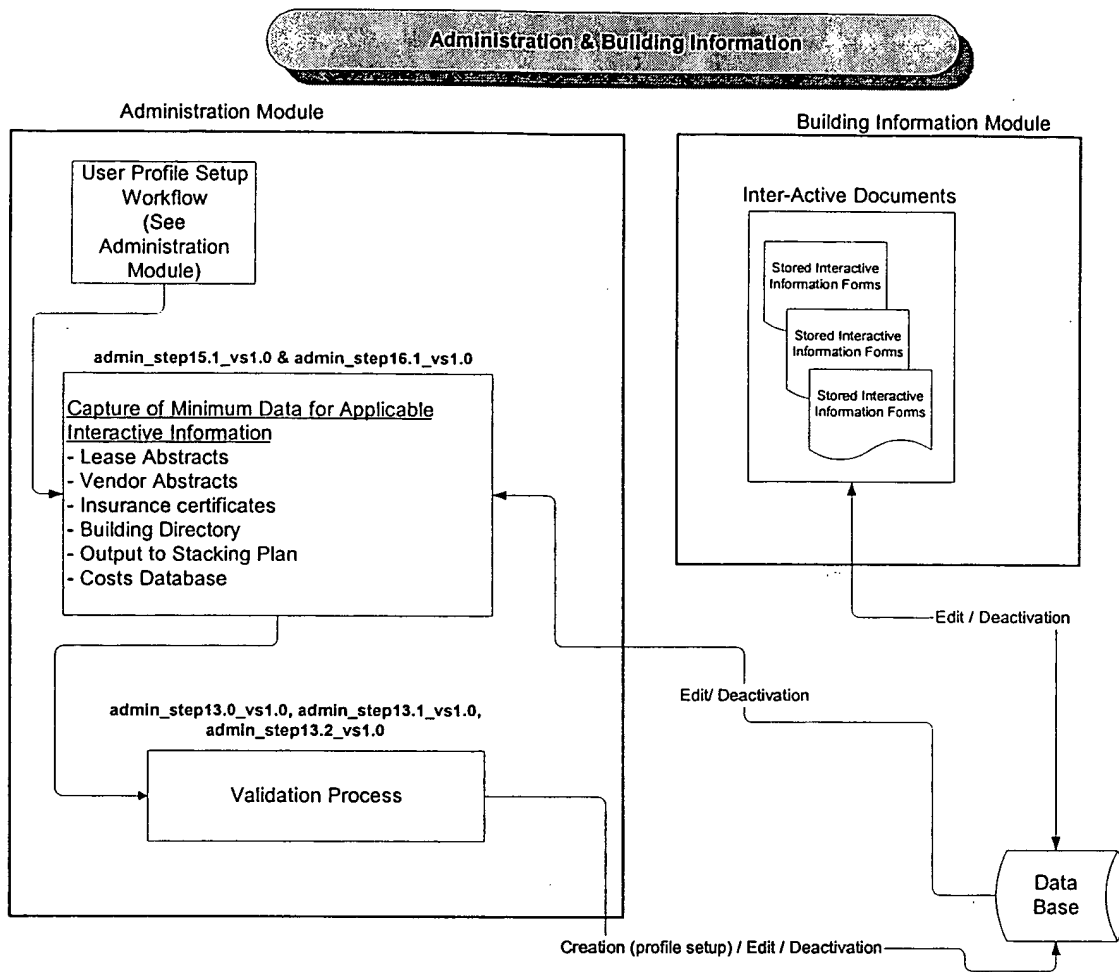 Administration & Building Information
Administration Module
User Profile Setup
Workflow
(See
Administration
Module)
admin_step15.1_vs1.0 & admin_step16.1_vs1.0
Capture of Minimum Data for Applicable
Interactive Information
- Lease Abstracts
- Vendor Abstracts
- Insurance certificates
- Building Directory
- Output to Stacking Plan
- Costs Database
admin_step13.0_vs1.0, admin_step13.1_vs1.0,
admin_step13.2_vs1.0
Validation Process
Building Information Module
Inter-Active Documents
Stored Interactive
Information Forms
Stored Interactive
Information Forms
Stored Interactive
Information Forms
Edit / Deactivation
Edit/ Deactivation
Data
Base
Creation (profile setup) / Edit / Deactivation